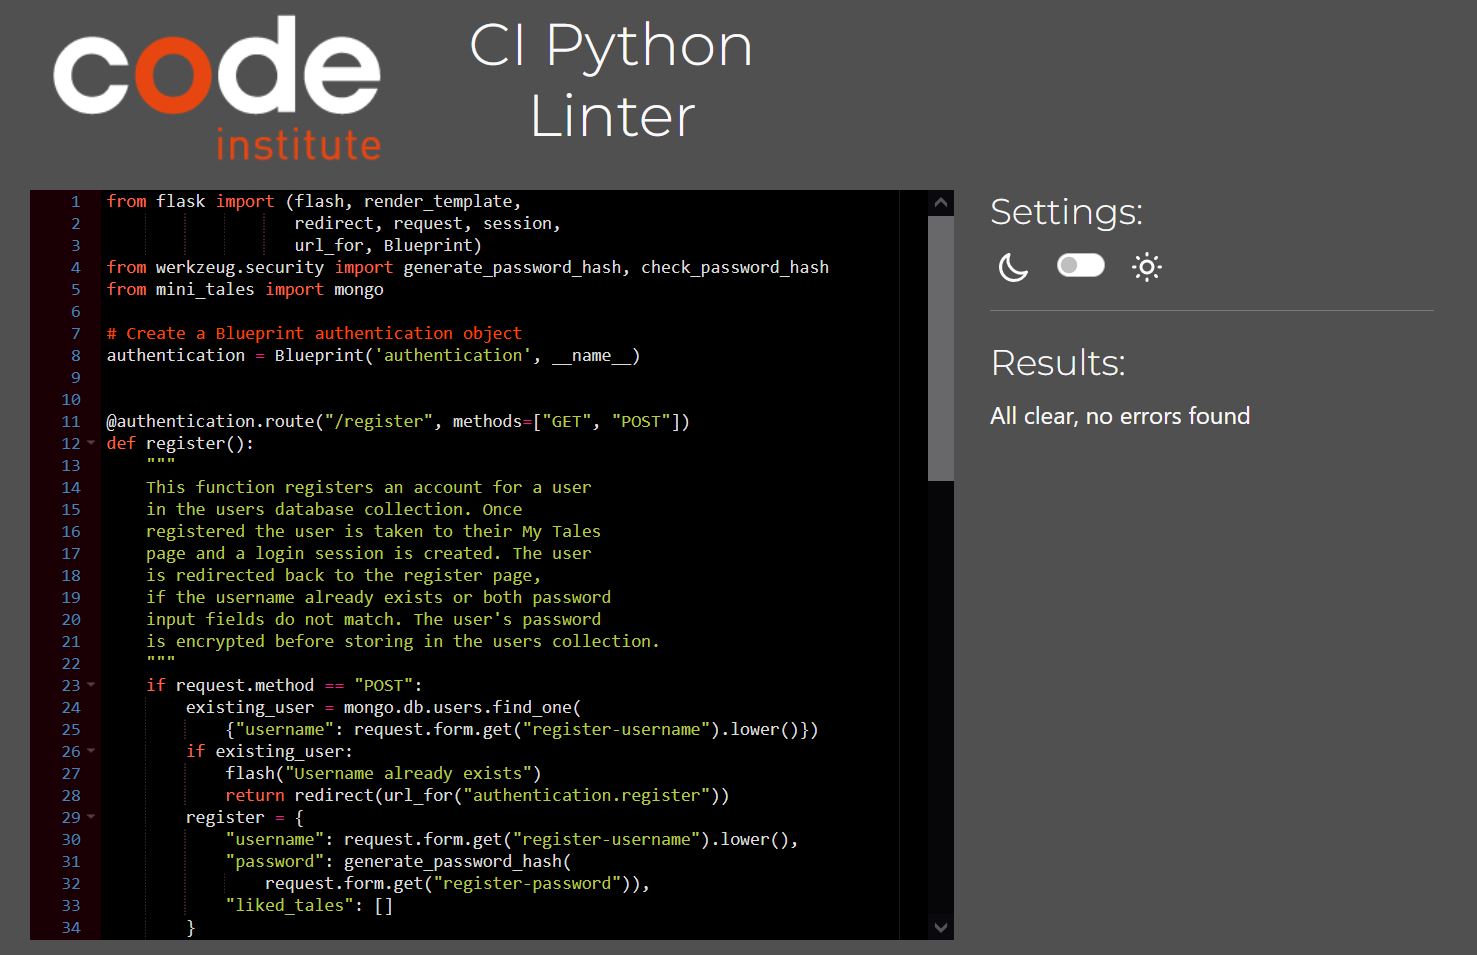 code
institute
CI Python
Linter
1 from flask import (flash, render_template,
2                    redirect, request, session,
3                    url_for, Blueprint)
4 from werkzeug.security import generate_password_hash, check_password_hash
5 from mini_tales import mongo
6
7 # Create a Blueprint authentication object
8 authentication = Blueprint('authentication', __name__)
9
10
11 @authentication.route("/register", methods=["GET", "POST"])
12 def register():
13     """
14     This function registers an account for a user
15     in the users database collection. Once
16     registered the user is taken to their My Tales
17     page and a login session is created. The user
18     is redirected back to the register page,
19     if the username already exists or both password
20     input fields do not match. The user's password
21     is encrypted before storing in the users collection.
22     """
23     if request.method == "POST":
24         existing_user = mongo.db.users.find_one(
25             {"username": request.form.get("register-username").lower()})
26         if existing_user:
27             flash("Username already exists")
28             return redirect(url_for("authentication.register"))
29         register = {
30             "username": request.form.get("register-username").lower(),
31             "password": generate_password_hash(
32                 request.form.get("register-password")),
33             "liked_tales": []
34         }
Settings:
Results:
All clear, no errors found